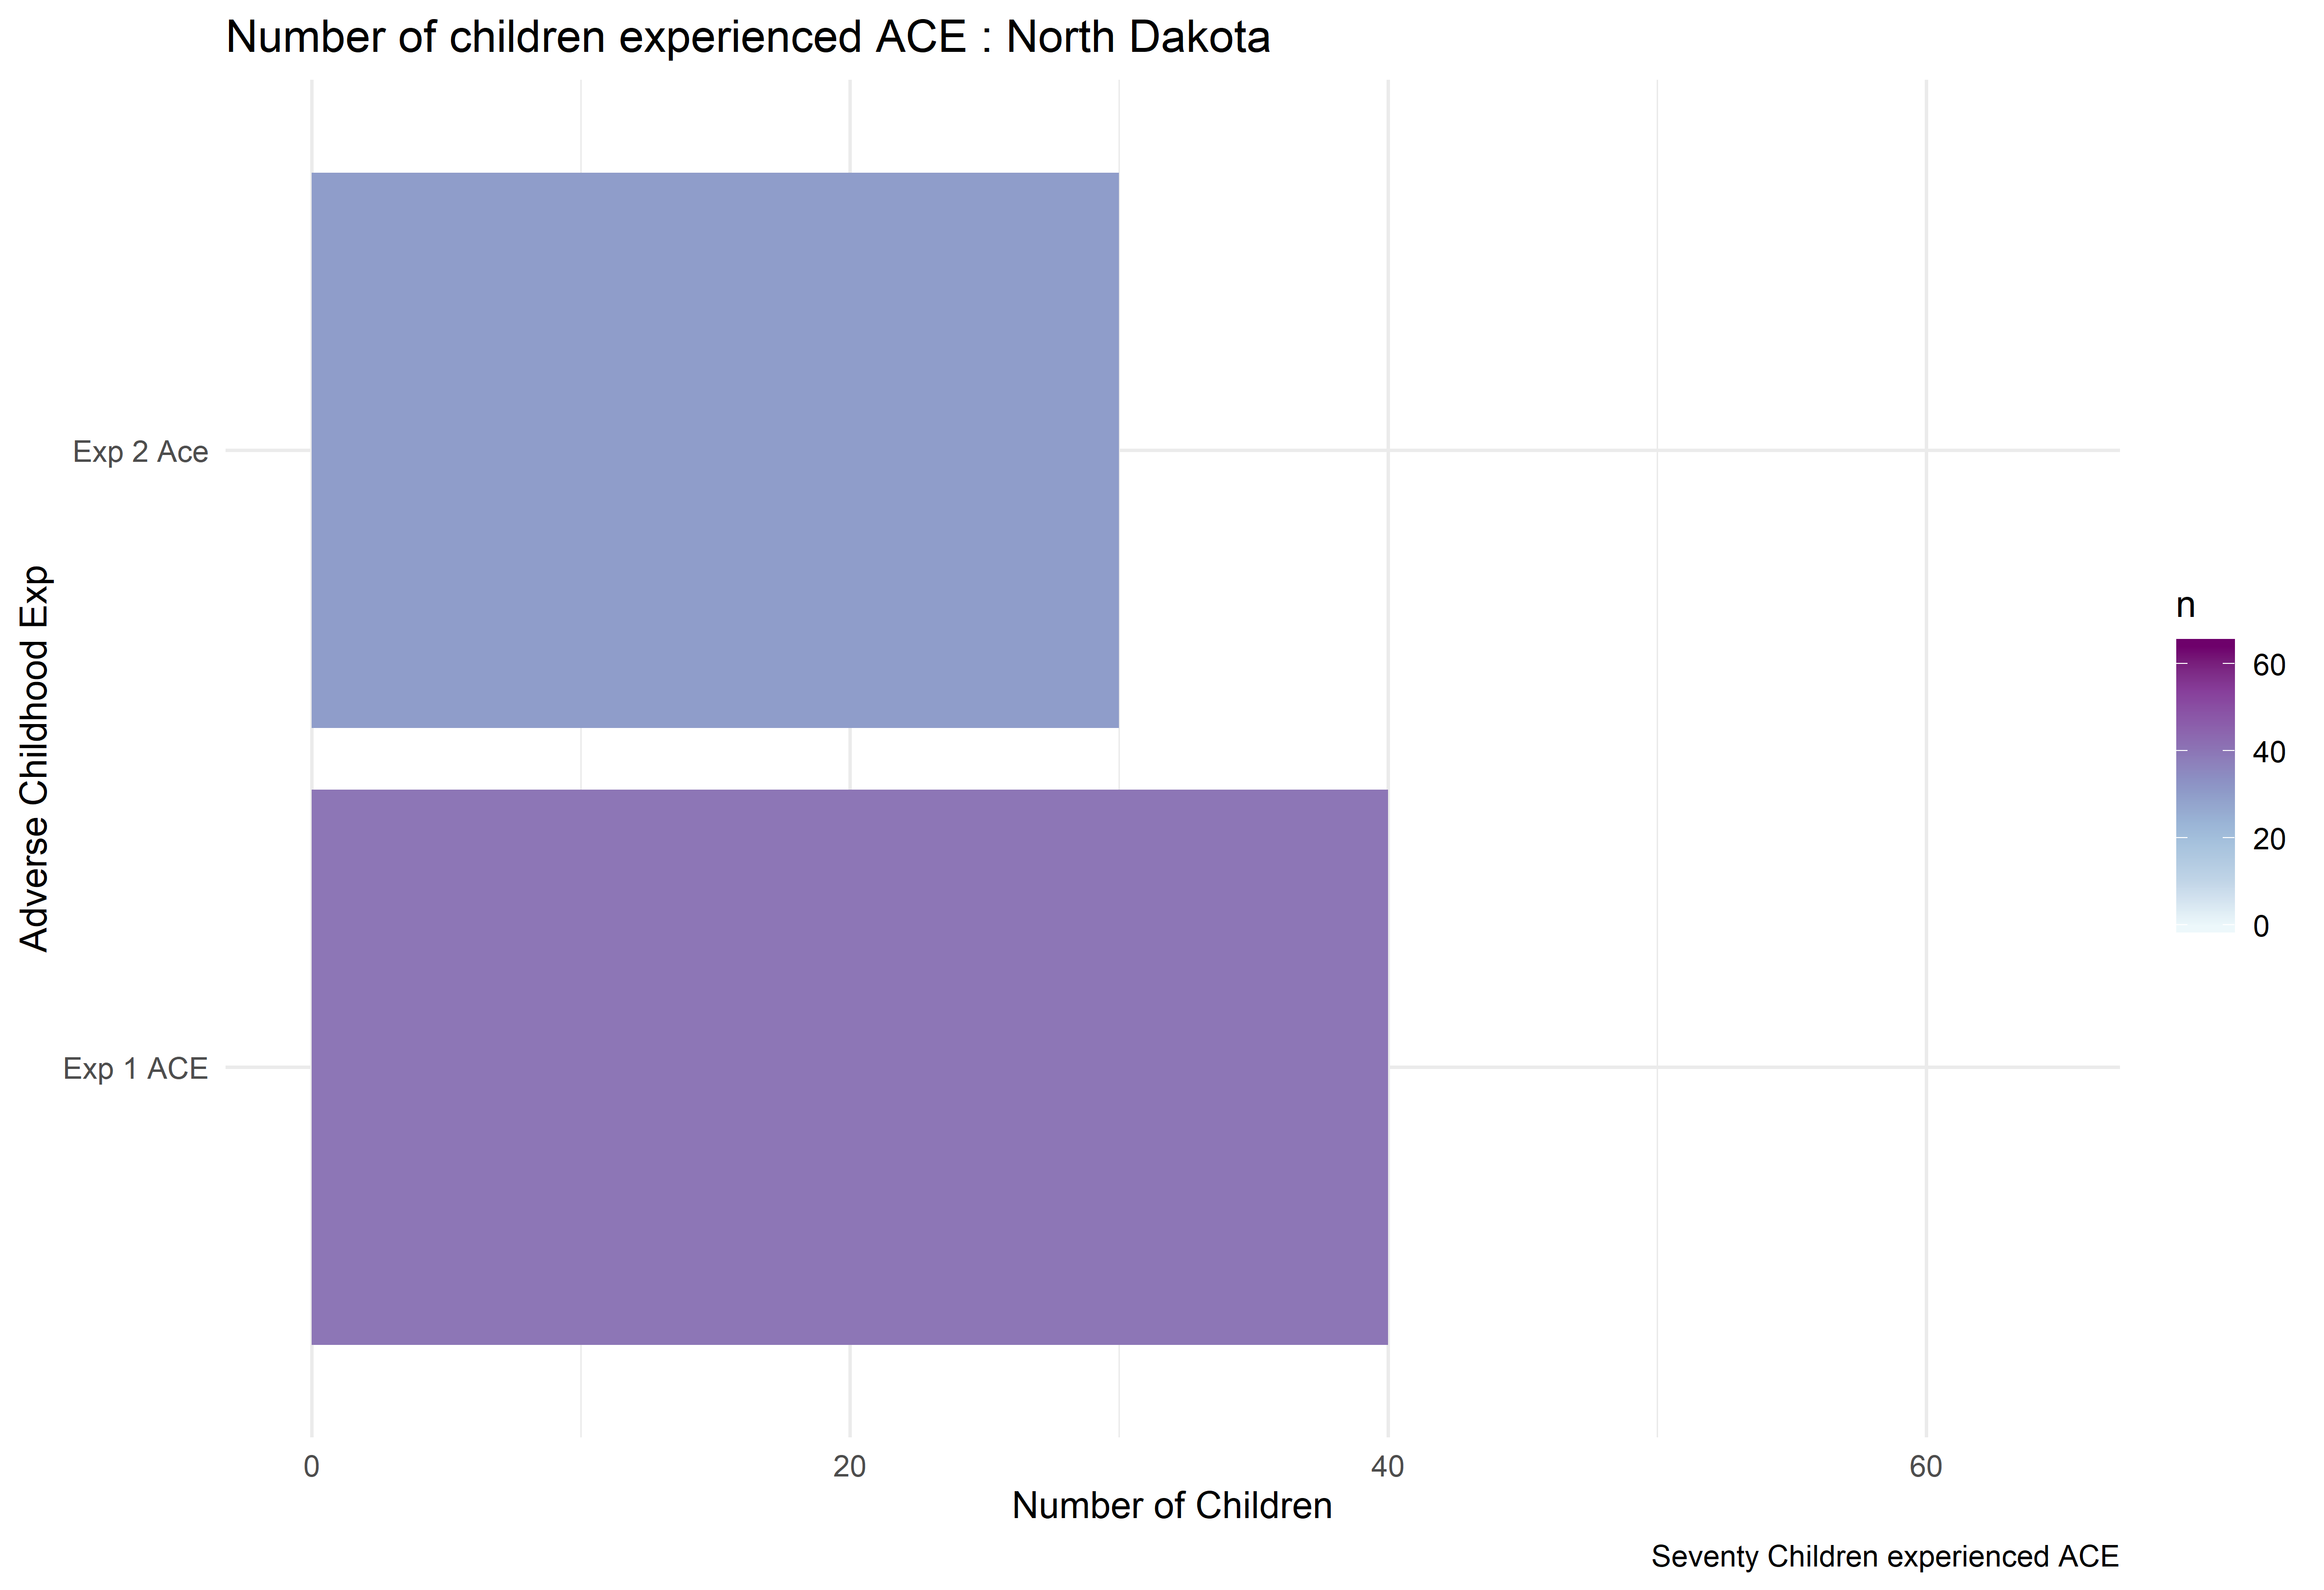 Number of children experienced ACE : North Dakota
Adverse Childhood Exp
Exp 2 Ace
Exp 1 ACE
0 20 40 60
Number of Children
n
60
40
20
0
Seventy Children experienced ACE